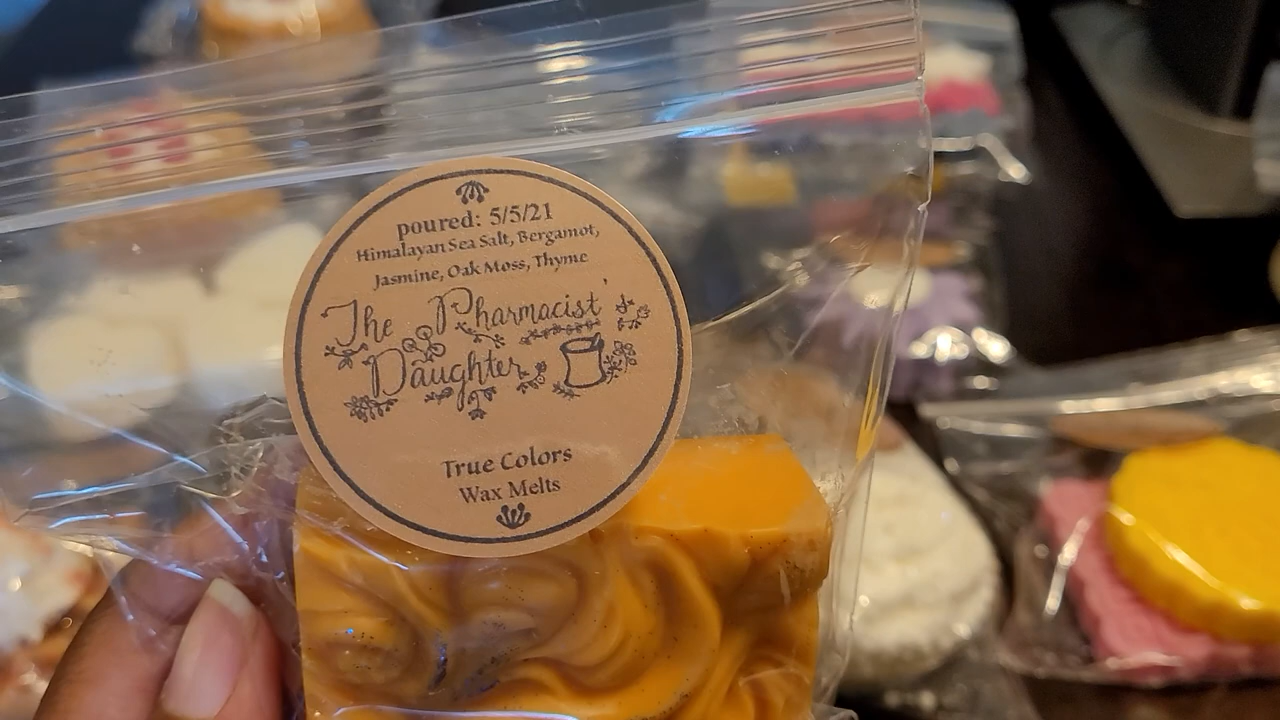 poured: 5/5/21
Himalayan Sea Salt, Bergamot,
Jasmine, Oak Moss, Thyme
The Pharmacist'
Daughter
True Colors
Wax Melts